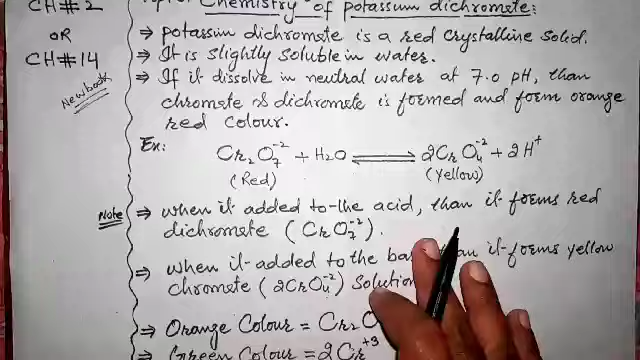 CH#2
OR
CH#14
Newbook
Chemistry of potassium dichromate:
⇒ potassium dichromate is a red crystalline solid.
⇒ It is slightly soluble in water.
⇒ If it dissolve in neutral water at 7.0 pH, than
chromate & dichromate is formed and form orange
red colour.
Ex: Cr₂O₇⁻² + H₂O ⇌ 2CrO₄⁻² + 2H⁺
(Red) (Yellow)
Note ⇒ when it added to the acid, than it forms red
dichromate (CrO₇⁻²).
⇒ when it added to the than it forms yellow
chromate (2CrO₄⁻²) Solution
⇒ Orange Colour = Cr₂O
⇒ Green Colour = 2Cr⁺³